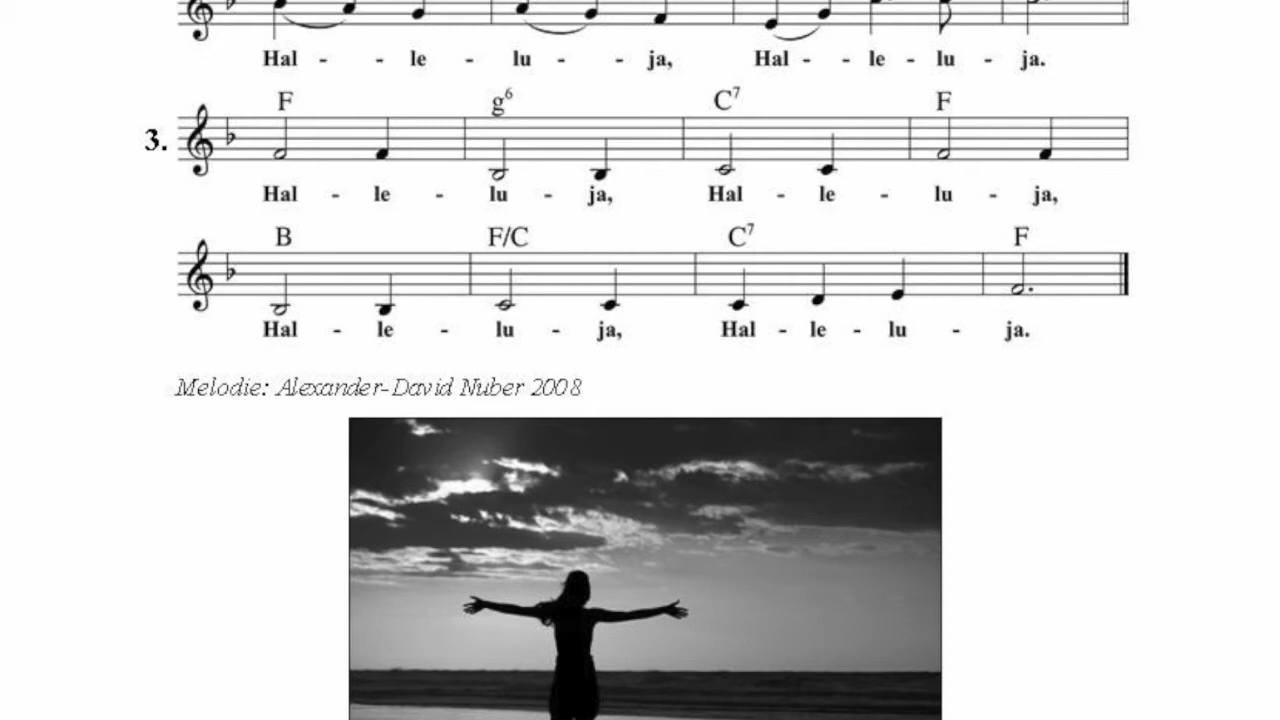 Hal - - le - lu - - ja, Hal - - le - lu - ja.
F g6 C7 F
3.
Hal - le - lu - ja, Hal - le - lu - ja,
B F/C C7 F
Hal - le - lu - ja, Hal - le - lu - ja.
Melodie: Alexander-David Nuber 2008